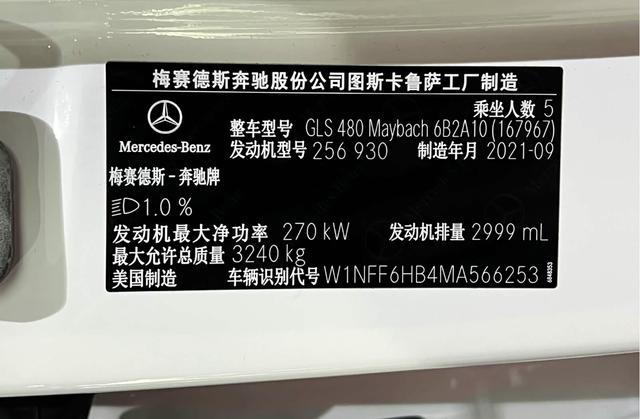 梅赛德斯奔驰股份公司图斯卡鲁萨工厂制造
乘坐人数 5
整车型号 GLS 480 Maybach 6B2A10 (167967)
Mercedes-Benz 发动机型号 256 930 制造年月 2021-09
梅赛德斯-奔驰牌
1.0 %
发动机最大净功率 270 kW 发动机排量 2999 mL
最大允许总质量 3240 kg
美国制造 车辆识别代号 W1NFF6HB4MA566253